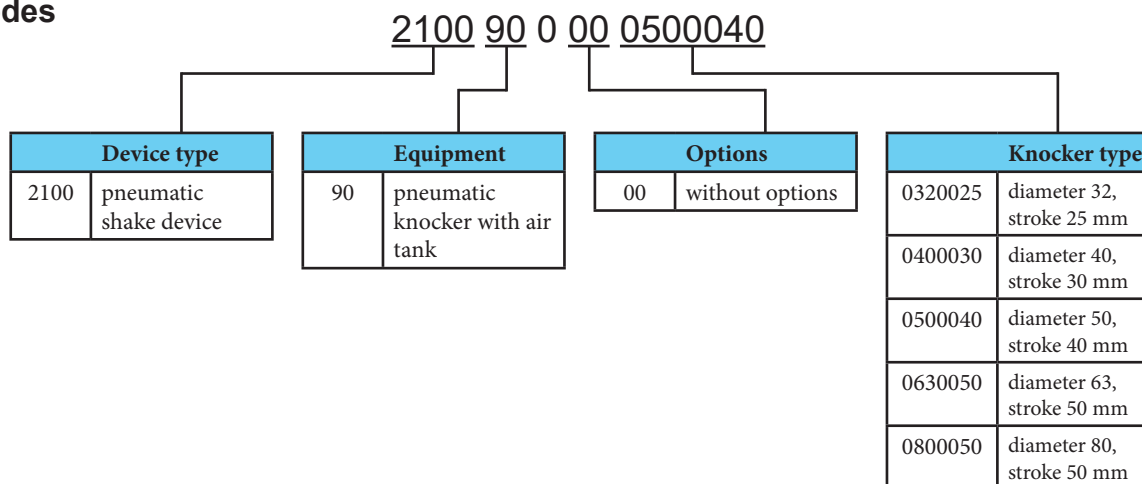 des
2100 90 0 00 0500040
Device type
2100 pneumatic
shake device
Equipment
90 pneumatic
knocker with air
tank
Options
00 without options
Knocker type
0320025 diameter 32,
stroke 25 mm
0400030 diameter 40,
stroke 30 mm
0500040 diameter 50,
stroke 40 mm
0630050 diameter 63,
stroke 50 mm
0800050 diameter 80,
stroke 50 mm